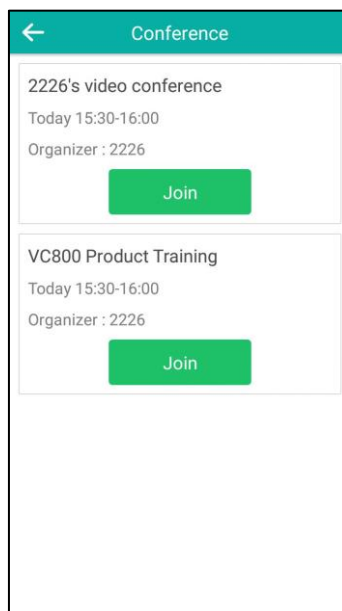 Conference
2226's video conference
Today 15:30-16:00
Organizer : 2226
Join
VC800 Product Training
Today 15:30-16:00
Organizer : 2226
Join